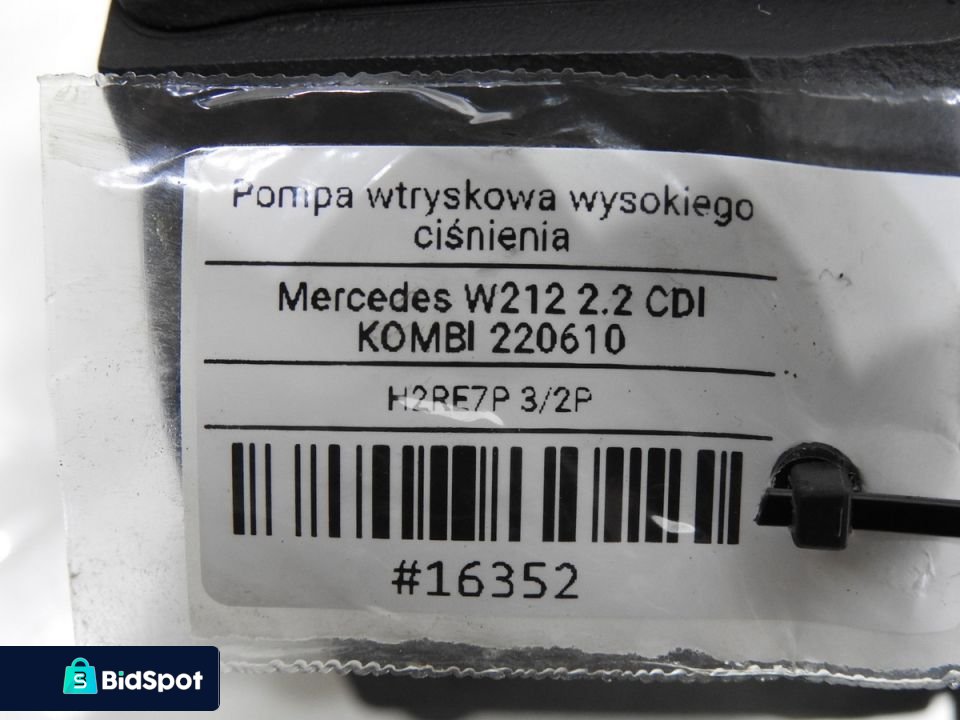 Pompa wtryskowa wysokiego
ciśnienia
Mercedes W212 2.2 CDI
KOMBI 220610
H2RE7P 3/2P
#16352
BidSpot